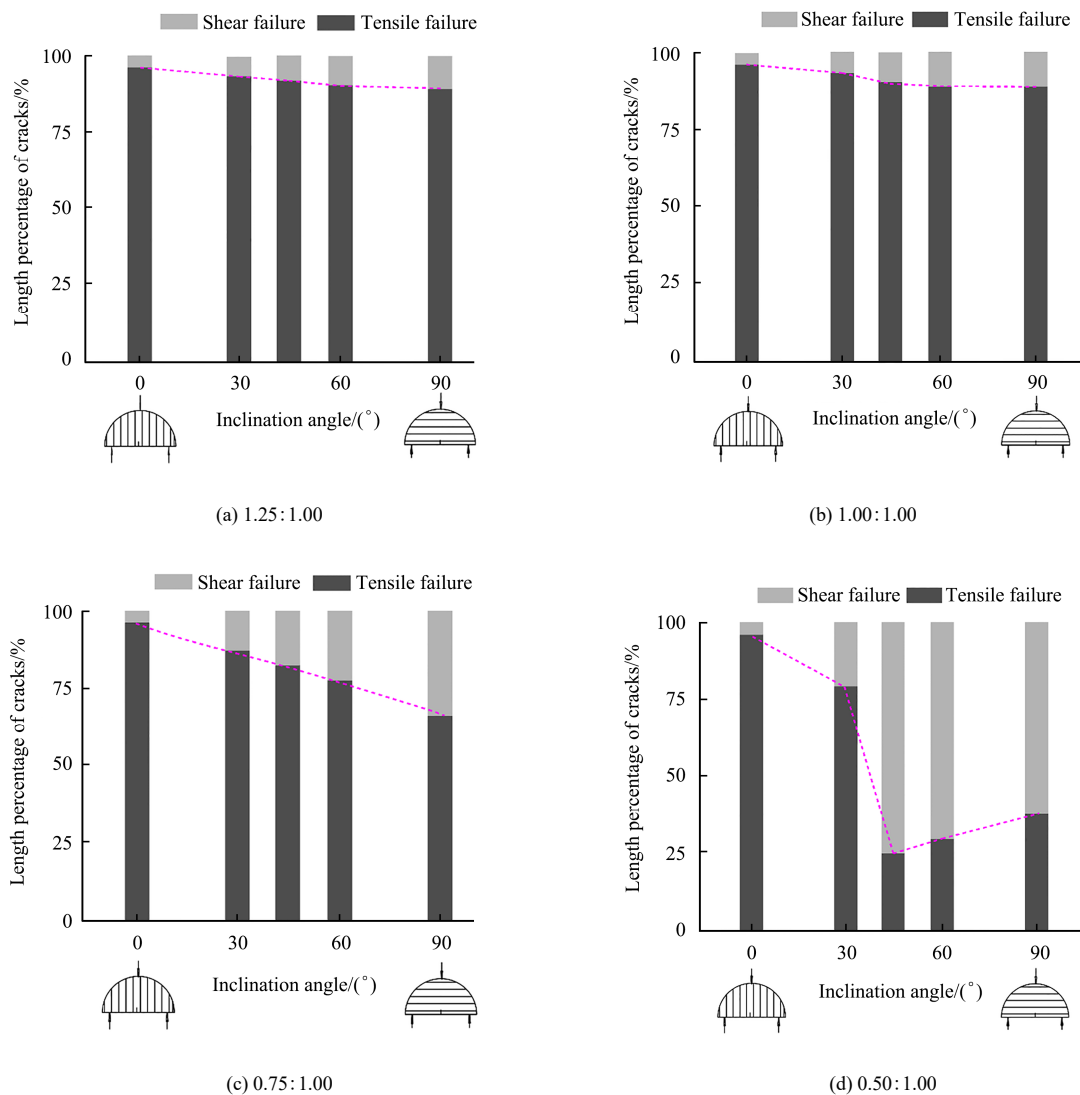 Shear failure Tensile failure
100
75
50
25
0
Length percentage of cracks/%
0 30 60 90
Inclination angle/(°)
(a) 1.25:1.00
Shear failure Tensile failure
100
75
50
25
0
Length percentage of cracks/%
0 30 60 90
Inclination angle/(°)
(b) 1.00:1.00
Shear failure Tensile failure
100
75
50
25
0
Length percentage of cracks/%
0 30 60 90
Inclination angle/(°)
(c) 0.75:1.00
Shear failure Tensile failure
100
75
50
25
0
Length percentage of cracks/%
0 30 60 90
Inclination angle/(°)
(d) 0.50:1.00